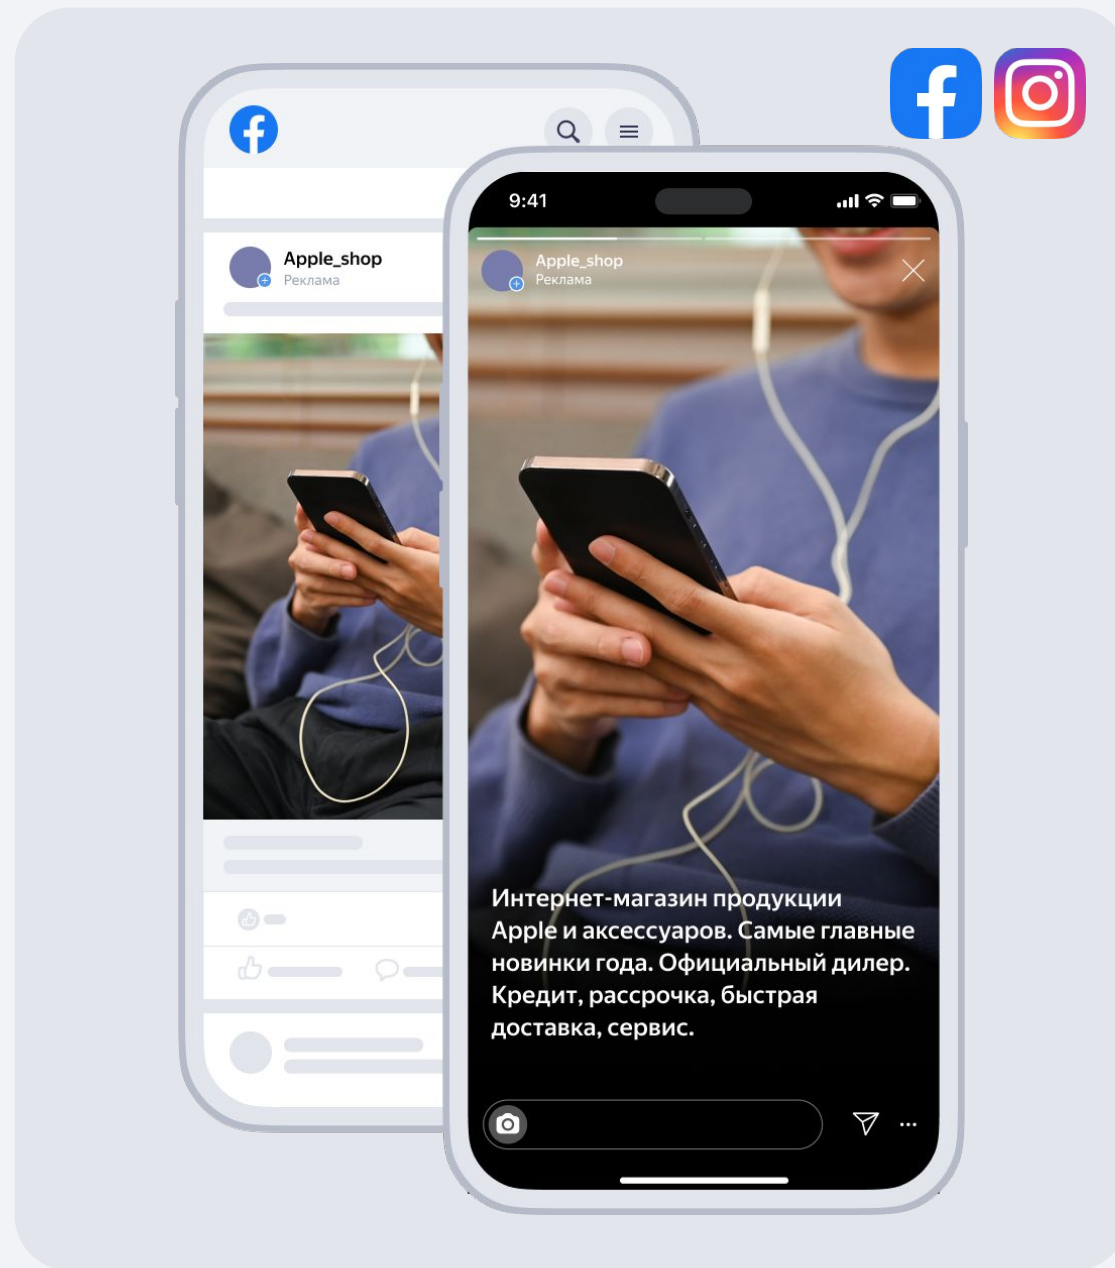 Apple_shop
Реклама
9:41
Apple_shop
Реклама
Интернет-магазин продукции
Apple и аксессуаров. Самые главные
новинки года. Официальный дилер.
Кредит, рассрочка, быстрая
доставка, сервис.